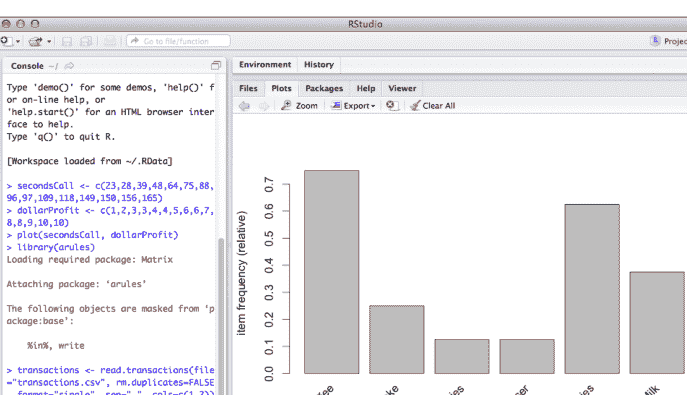 RStudio
Go to file/function
Projec
Console ~/
Type 'demo()' for some demos, 'help()' f
or on-line help, or
'help.start()' for an HTML browser inter
face to help.
Type 'q()' to quit R.
[Workspace loaded from ~/.RData]
> secondsCall <- c(23,28,39,48,64,75,88,
96,97,109,118,149,150,156,165)
> dollarProfit <- c(1,2,3,3,4,4,5,6,6,7,
8,8,9,10,10)
> plot(secondsCall, dollarProfit)
> library(arules)
Loading required package: Matrix
Attaching package: ‘arules’
The following objects are masked from ‘p
ackage:base’:
%in%, write
> transactions <- read.transactions(file
="transactions.csv", rm.duplicates=FALSE
Environment History
Files Plots Packages Help Viewer
Zoom Export Clear All
item frequency (relative)
0.7
0.6
0.5
0.4
0.3
0.2
0.1
0.0
Milk